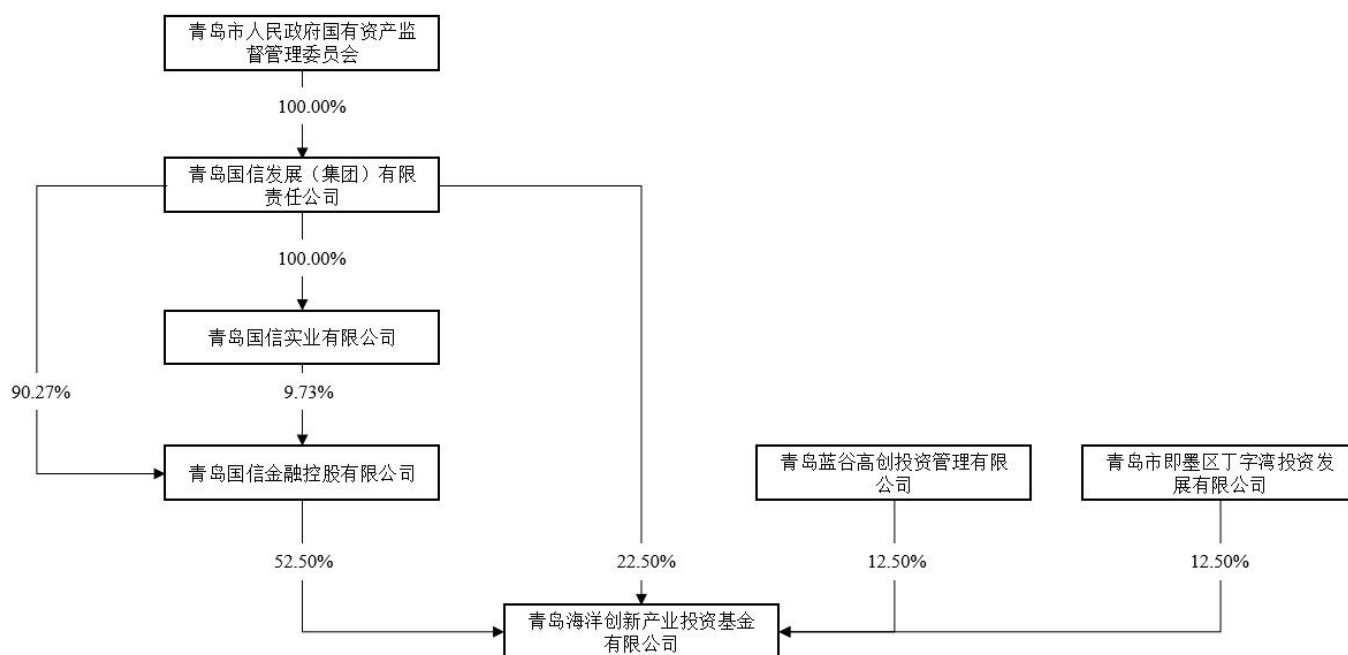 青岛市人民政府国有资产监
督管理委员会
100.00%
青岛国信发展（集团）有限
责任公司
100.00%
青岛国信实业有限公司
90.27%
9.73%
青岛国信金融控股有限公司
青岛蓝谷高创投资管理有限
公司
青岛市即墨区丁字湾投资发
展有限公司
52.50%
22.50%
12.50%
12.50%
青岛海洋创新产业投资基金
有限公司